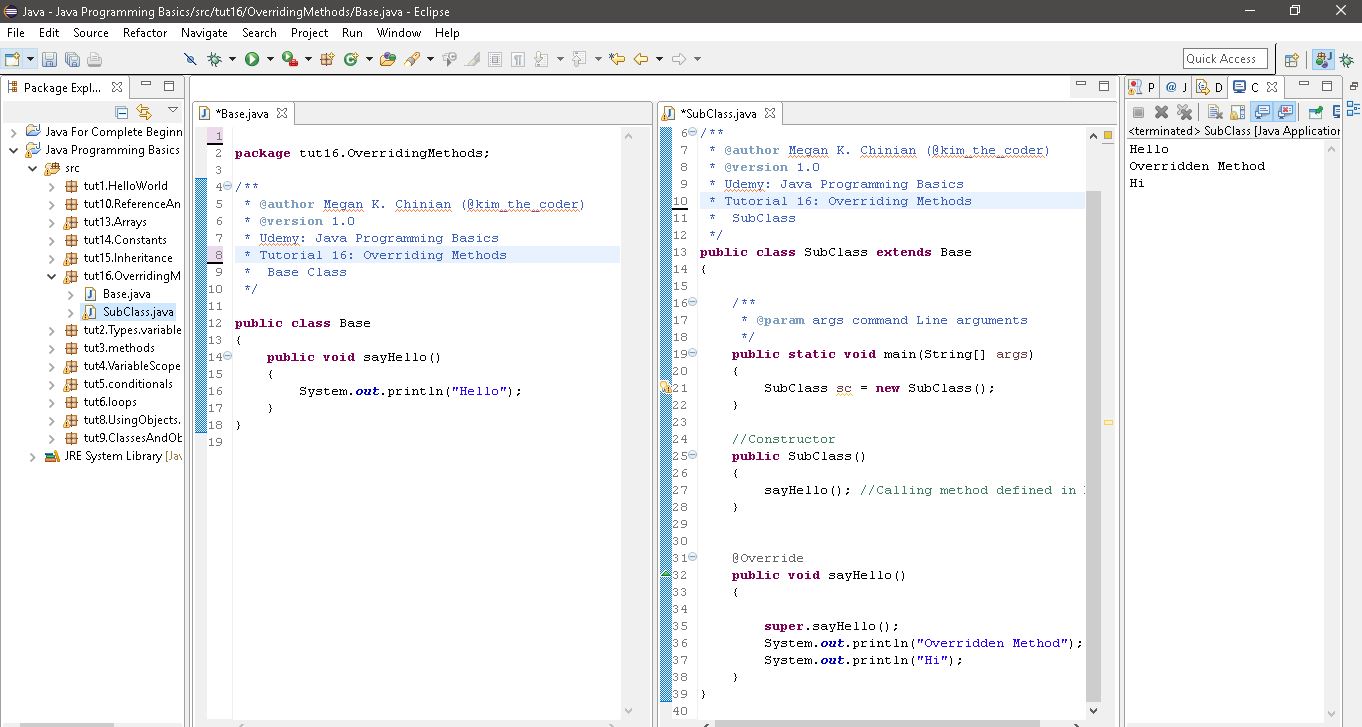 Java - Java Programming Basics/src/tut16/OverridingMethods/Base.java - Eclipse
File Edit Source Refactor Navigate Search Project Run Window Help
Quick Access
Package Expl...
Java For Complete Beginn
Java Programming Basics
src
tut1.HelloWorld
tut10.ReferenceAn
tut13.Arrays
tut14.Constants
tut15.Inheritance
tut16.OverridingM
Base.java
SubClass.java
tut2.Types.variable
tut3.methods
tut4.VariableScope
tut5.conditionals
tut6.loops
tut8.UsingObjects.
tut9.ClassesAndOb
JRE System Library [Jav
*Base.java
1
2 package tut16.OverridingMethods;
3
4 /**
5 * @author Megan K. Chinian (@kim_the_coder)
6 * @version 1.0
7 * Udemy: Java Programming Basics
8 * Tutorial 16: Overriding Methods
9 *  Base Class
10 */
11
12 public class Base
13 {
14     public void sayHello()
15     {
16         System.out.println("Hello");
17     }
18 }
19
*SubClass.java
6 /**
7 * @author Megan K. Chinian (@kim_the_coder)
8 * @version 1.0
9 * Udemy: Java Programming Basics
10 * Tutorial 16: Overriding Methods
11 *  SubClass
12 */
13 public class SubClass extends Base
14 {
15
16     /**
17      * @param args command Line arguments
18      */
19     public static void main(String[] args)
20     {
21         SubClass sc = new SubClass();
22     }
23
24     //Constructor
25     public SubClass()
26     {
27         sayHello(); //Calling method defined in
28     }
29
30
31     @Override
32     public void sayHello()
33     {
34
35         super.sayHello();
36         System.out.println("Overridden Method");
37         System.out.println("Hi");
38     }
39 }
40
P @ J D C
<terminated> SubClass [Java Application
Hello
Overridden Method
Hi